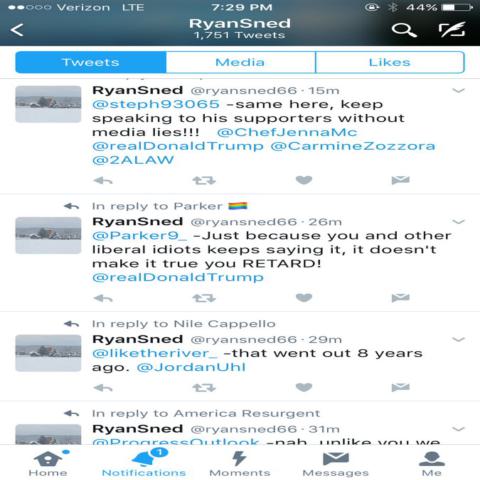 Verizon LTE 7:29 PM 44%
RyanSned
1,751 Tweets
Tweets Media Likes
RyanSned @ryansned66 · 15m
@steph93065 -same here, keep
speaking to his supporters without
media lies!!! @ChefJennaMc
@realDonaldTrump @CarmineZozzora
@2ALAW
In reply to Parker
RyanSned @ryansned66 · 26m
@Parker9_ -Just because you and other
liberal idiots keeps saying it, it doesn't
make it true you RETARD!
@realDonaldTrump
In reply to Nile Cappello
RyanSned @ryansned66 · 29m
@liketheriver_ -that went out 8 years
ago. @JordanUhl
In reply to America Resurgent
RyanSned @ryansned66 · 31m
@ProgressOutlook -nah, unlike you we
1
Home Notifications Moments Messages Me